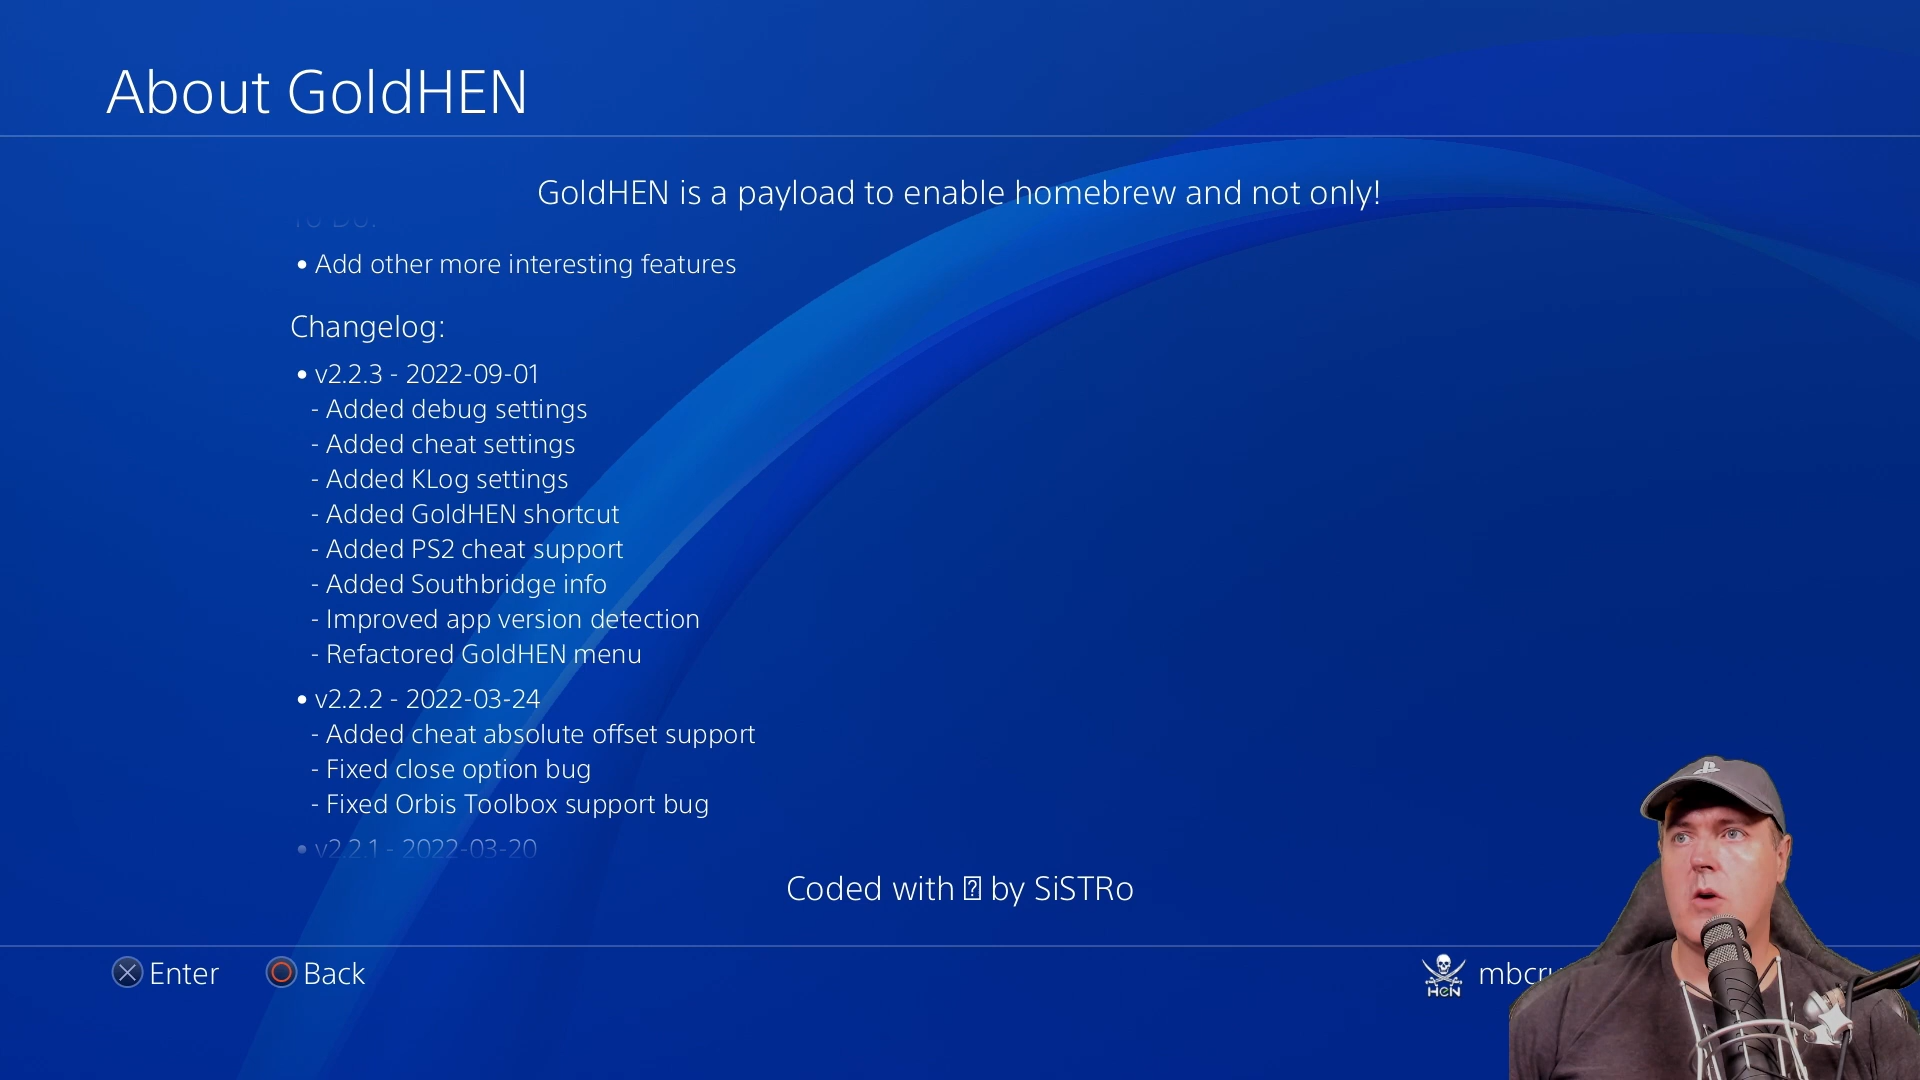 About GoldHEN
GoldHEN is a payload to enable homebrew and not only!
To Do:
• Add other more interesting features
Changelog:
• v2.2.3 - 2022-09-01
- Added debug settings
- Added cheat settings
- Added KLog settings
- Added GoldHEN shortcut
- Added PS2 cheat support
- Added Southbridge info
- Improved app version detection
- Refactored GoldHEN menu
• v2.2.2 - 2022-03-24
- Added cheat absolute offset support
- Fixed close option bug
- Fixed Orbis Toolbox support bug
• v2.2.1 - 2022-03-20
Coded with ⍰ by SiSTRo
Enter Back
HeN